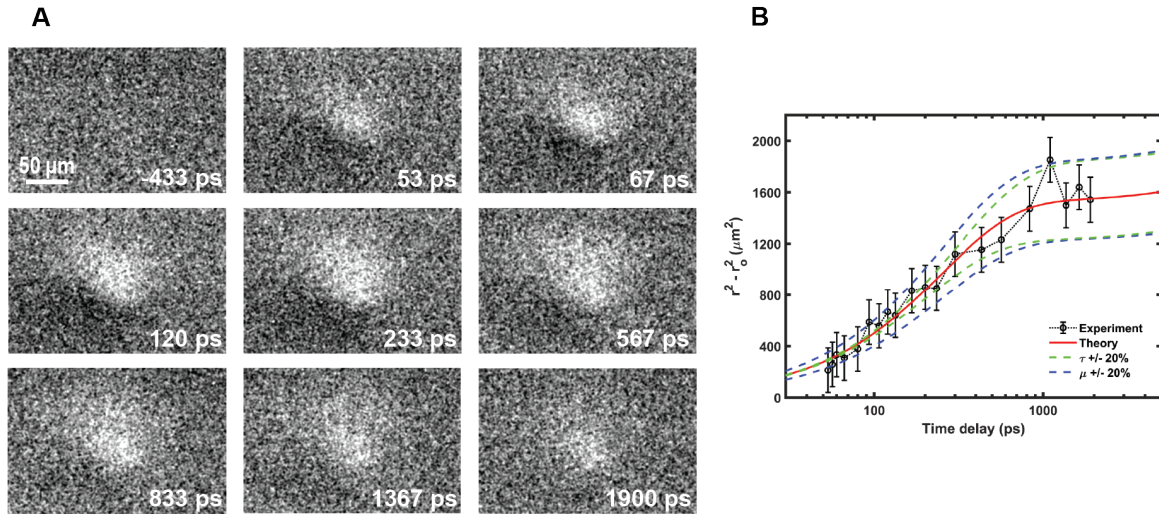 A
B
50 µm
-433 ps
53 ps
67 ps
120 ps
233 ps
567 ps
833 ps
1367 ps
1900 ps
r² - r₀² (µm²)
2000
1600
1200
800
400
0
100
1000
Time delay (ps)
Experiment
Theory
τ +/- 20%
µ +/- 20%